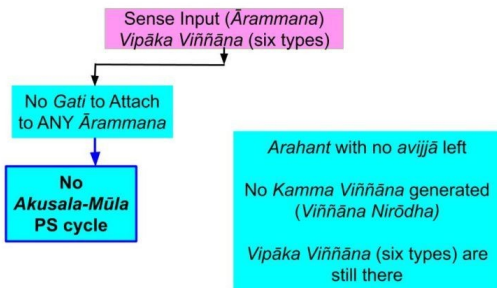 Sense Input (Ārammana)
Vipāka Viññāna (six types)
No Gati to Attach
to ANY Ārammana
No
Akusala-Mūla
PS cycle
Arahant with no avijjā left
No Kamma Viññāna generated
(Viññāna Nirōdha)
Vipāka Viññāna (six types) are
still there